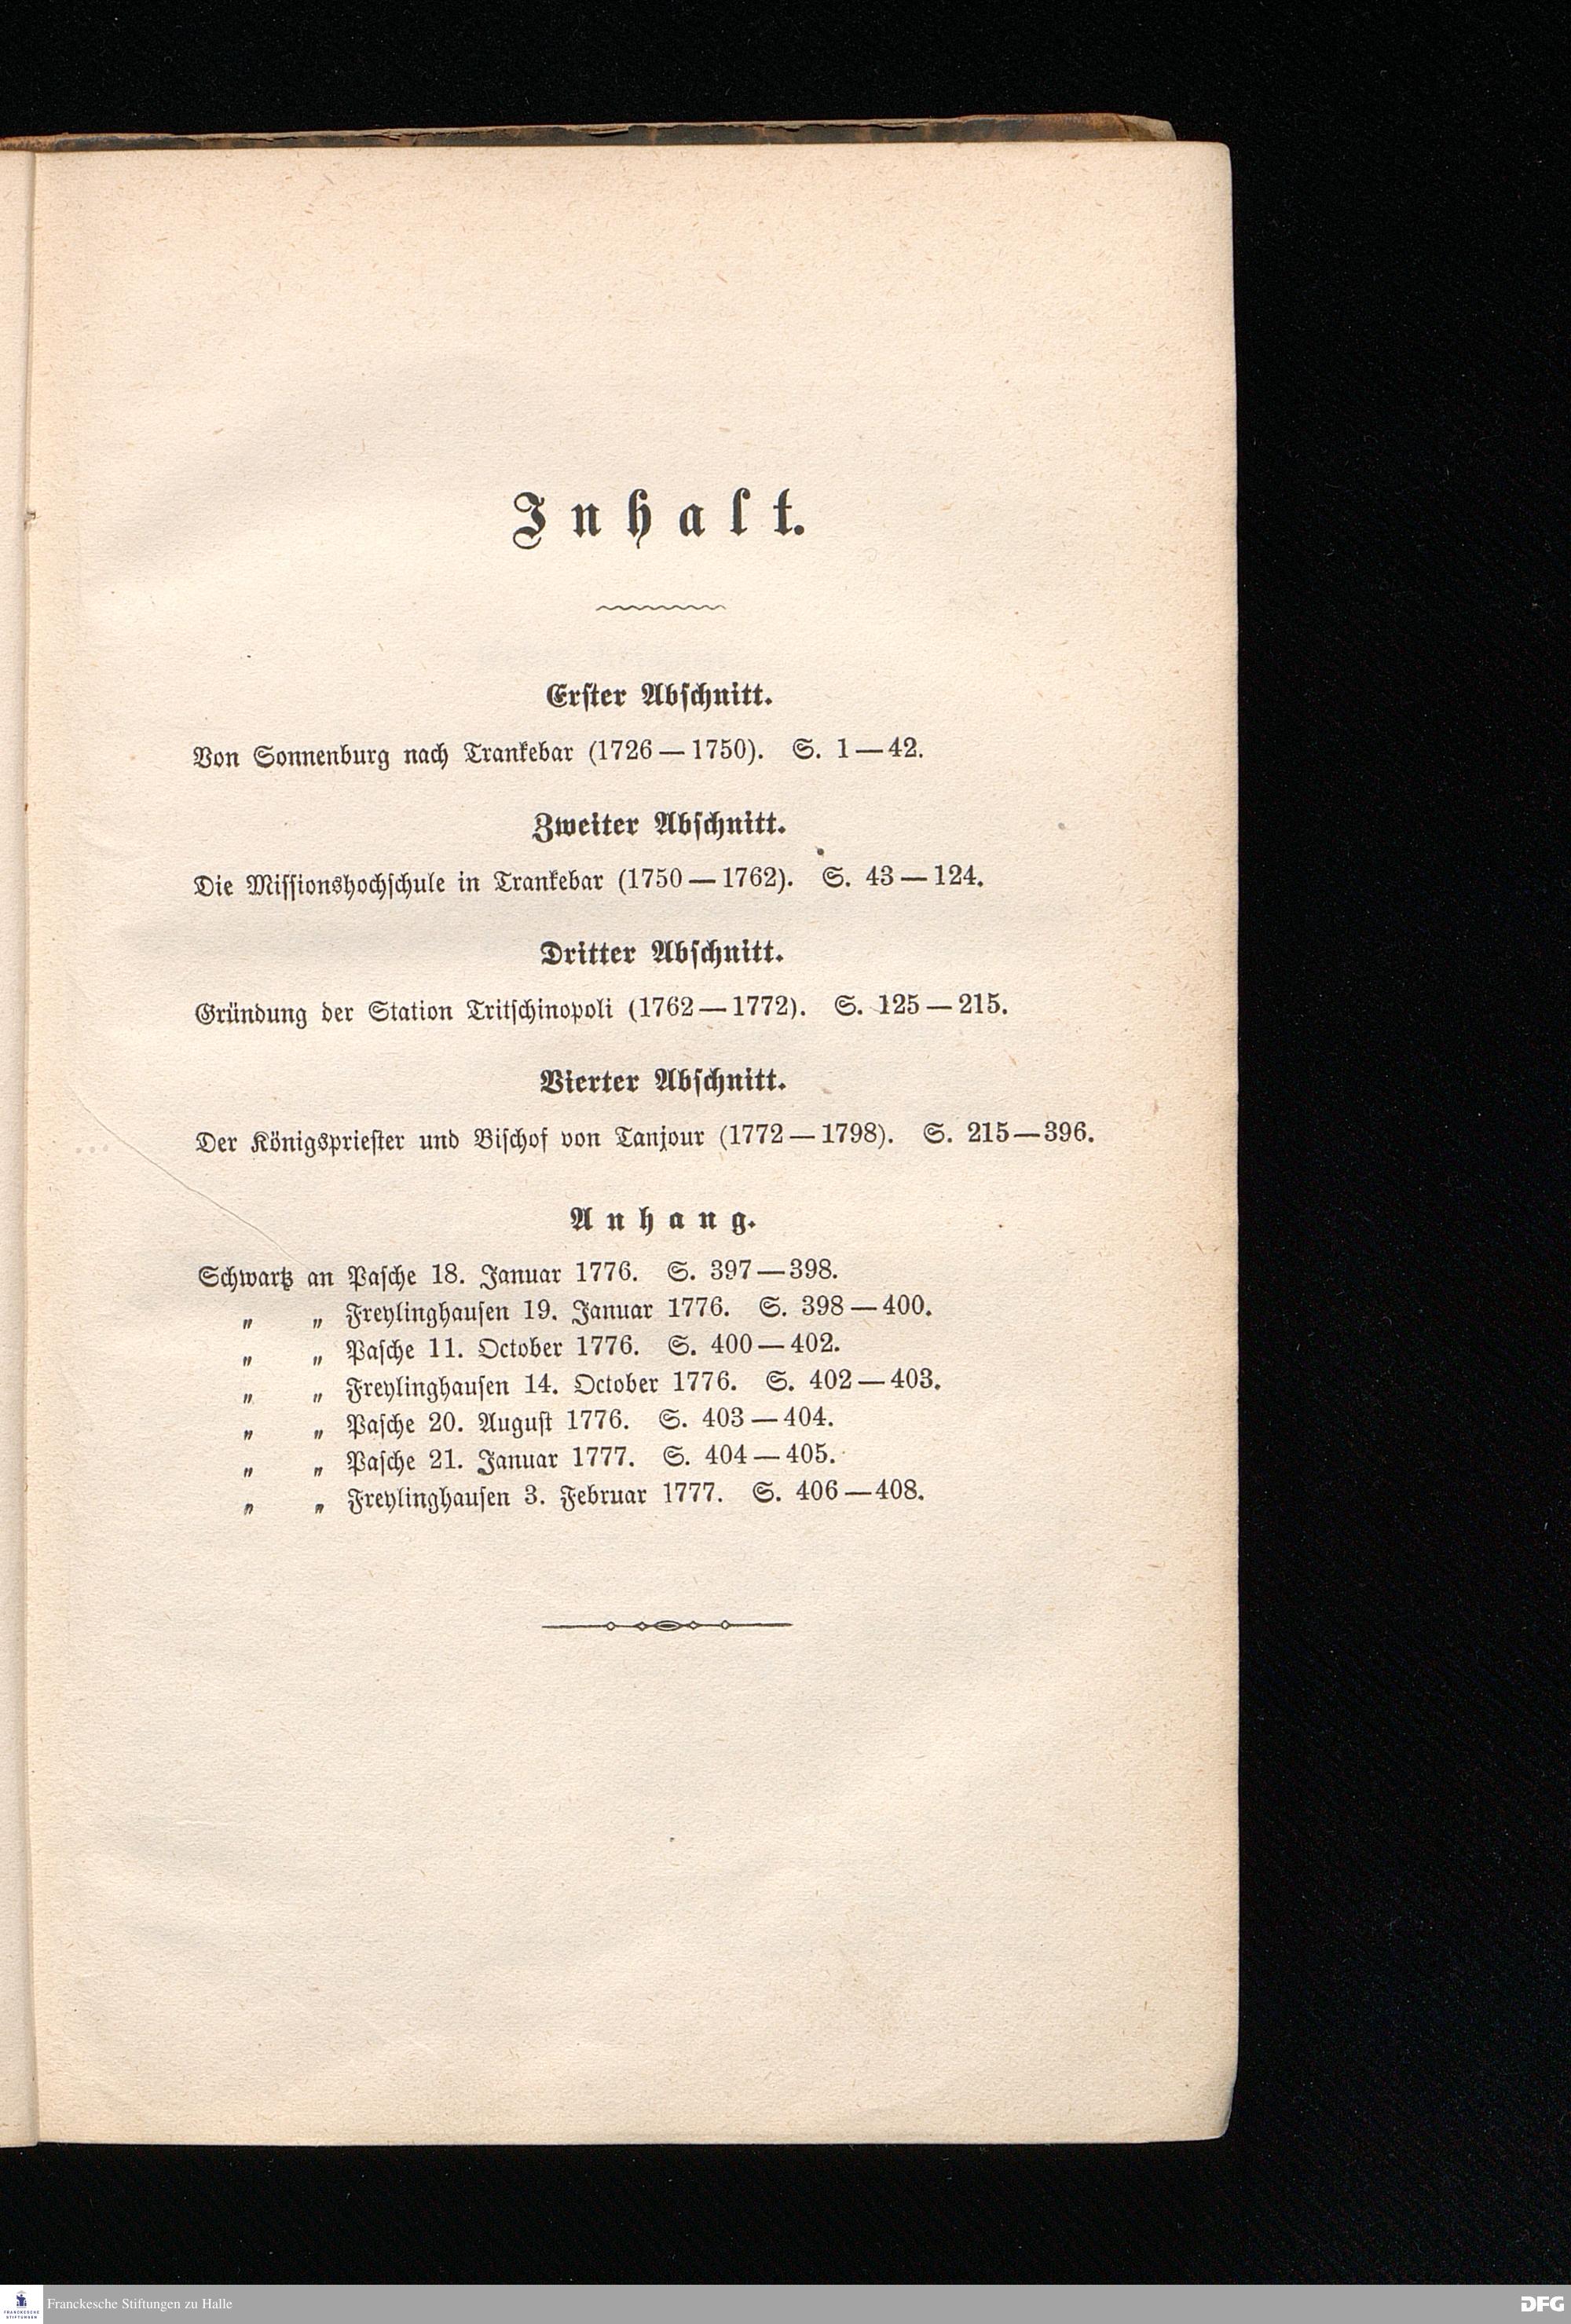 Inhalt.
Erster Abschnitt.
Von Sonnenburg nach Trankebar (1726 — 1750). S. 1 — 42.
Zweiter Abschnitt.
Die Missionshochschule in Trankebar (1750 — 1762). S. 43 — 124.
Dritter Abschnitt.
Gründung der Station Tritschinopoli (1762 — 1772). S. 125 — 215.
Vierter Abschnitt.
Der Königspriester und Bischof von Tanjour (1772 — 1798). S. 215 — 396.
Anhang.
Schwartz an Pasche 18. Januar 1776. S. 397 — 398.
„ „ Freylinghausen 19. Januar 1776. S. 398 — 400.
„ „ Pasche 11. October 1776. S. 400 — 402.
„ „ Freylinghausen 14. October 1776. S. 402 — 403.
„ „ Pasche 20. August 1776. S. 403 — 404.
„ „ Pasche 21. Januar 1777. S. 404 — 405.
„ „ Freylinghausen 3. Februar 1777. S. 406 — 408.
FRANCKESCHE
STIFTUNGEN
Franckesche Stiftungen zu Halle
DFG